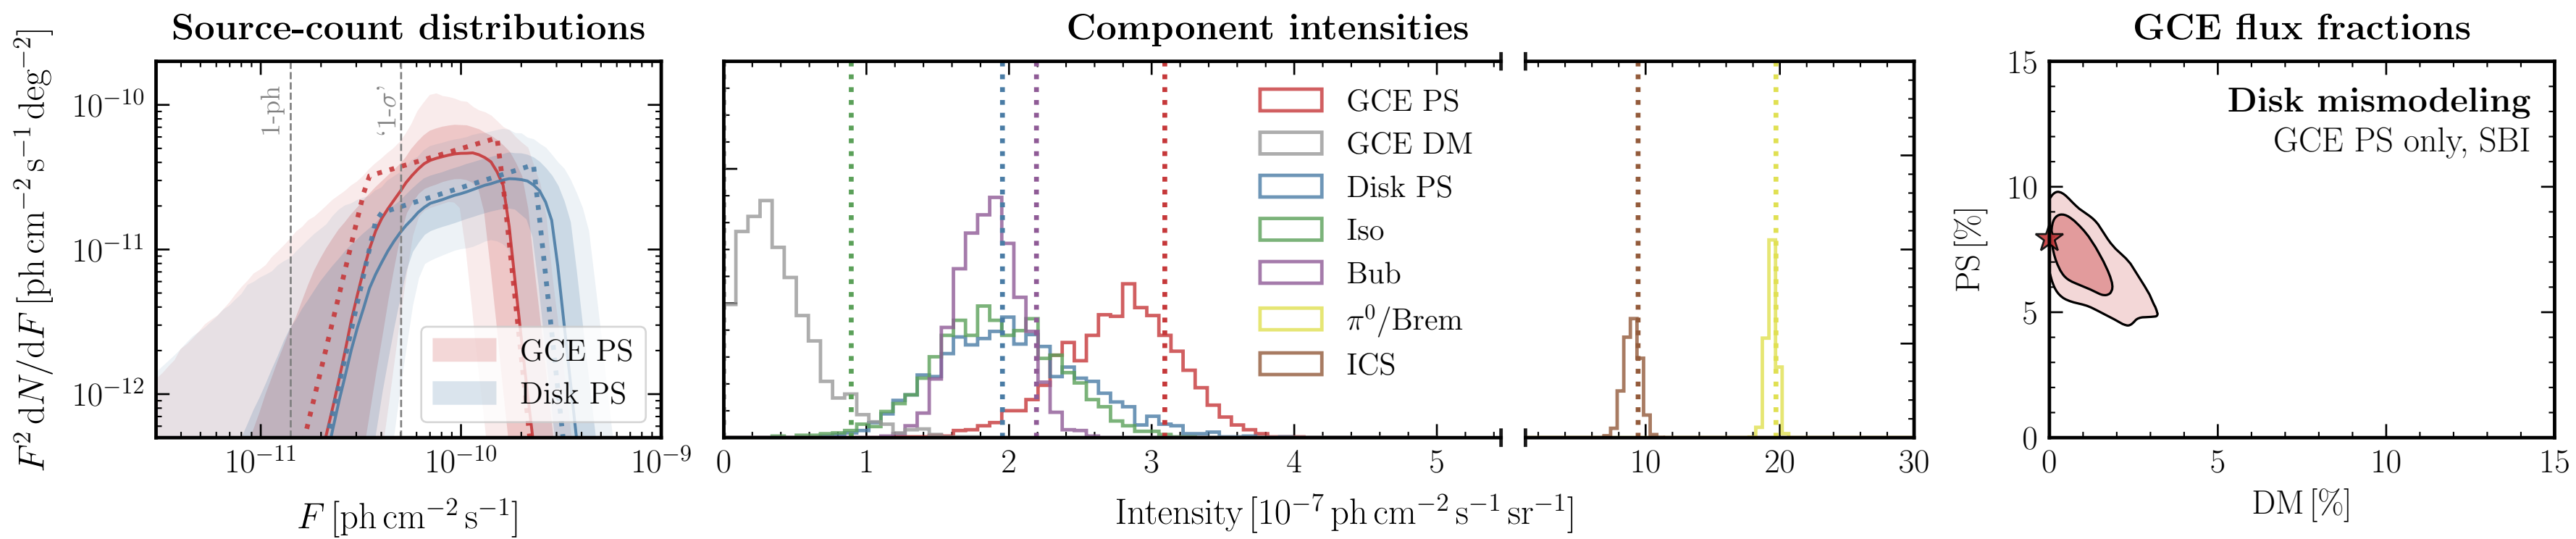 Source-count distributions
F² dN/dF [ph cm⁻² s⁻¹ deg⁻²]
10⁻¹⁰
10⁻¹¹
10⁻¹²
1-ph
‘1-σ’
GCE PS
Disk PS
10⁻¹¹
10⁻¹⁰
10⁻⁹
F [ph cm⁻² s⁻¹]
Component intensities
GCE PS
GCE DM
Disk PS
Iso
Bub
π⁰/Brem
ICS
0
1
2
3
4
5
10
20
30
Intensity [10⁻⁷ ph cm⁻² s⁻¹ sr⁻¹]
GCE flux fractions
PS [%]
15
10
5
0
Disk mismodeling
GCE PS only, SBI
0
5
10
15
DM [%]